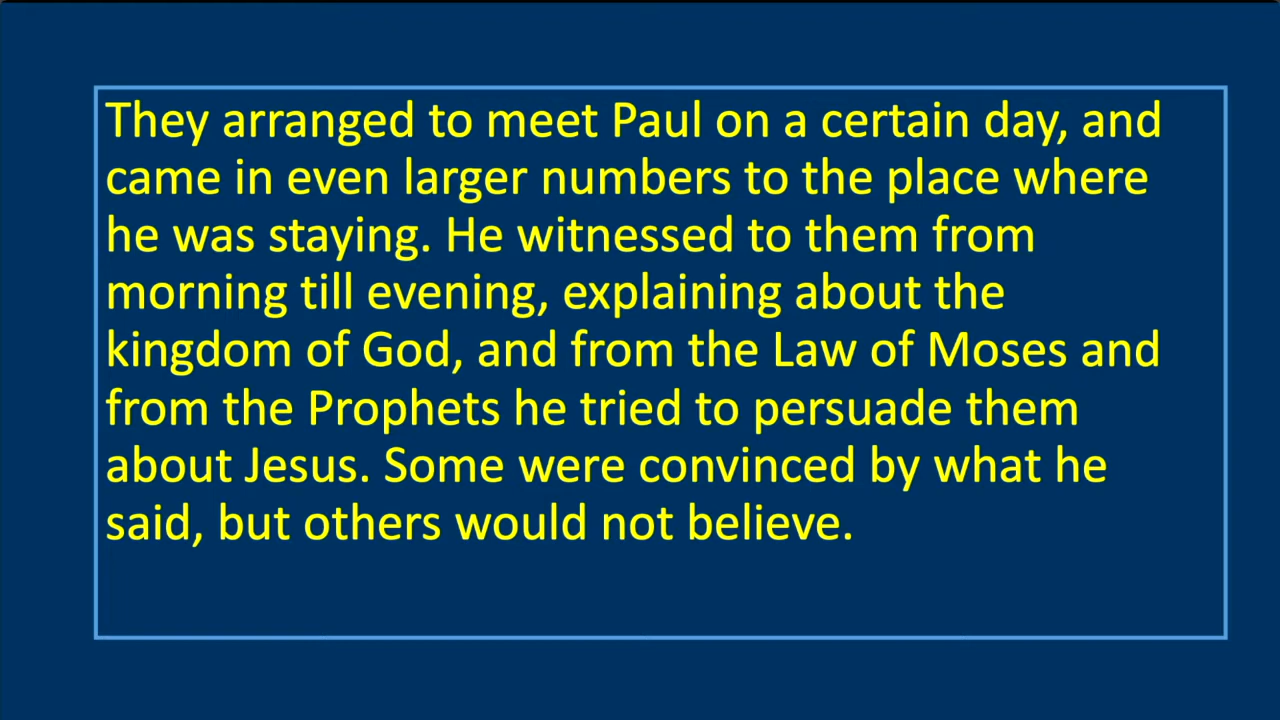 They arranged to meet Paul on a certain day, and
came in even larger numbers to the place where
he was staying. He witnessed to them from
morning till evening, explaining about the
kingdom of God, and from the Law of Moses and
from the Prophets he tried to persuade them
about Jesus. Some were convinced by what he
said, but others would not believe.